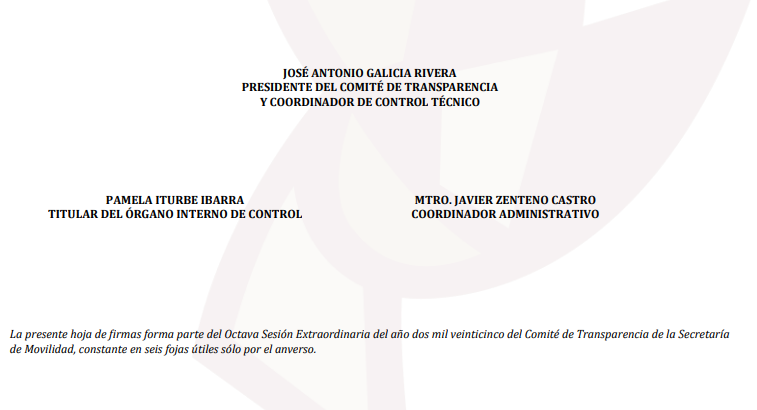 JOSÉ ANTONIO GALICIA RIVERA
PRESIDENTE DEL COMITÉ DE TRANSPARENCIA
Y COORDINADOR DE CONTROL TÉCNICO
PAMELA ITURBE IBARRA
TITULAR DEL ÓRGANO INTERNO DE CONTROL
MTRO. JAVIER ZENTENO CASTRO
COORDINADOR ADMINISTRATIVO
La presente hoja de firmas forma parte del Octava Sesión Extraordinaria del año dos mil veinticinco del Comité de Transparencia de la Secretaría
de Movilidad, constante en seis fojas útiles sólo por el anverso.